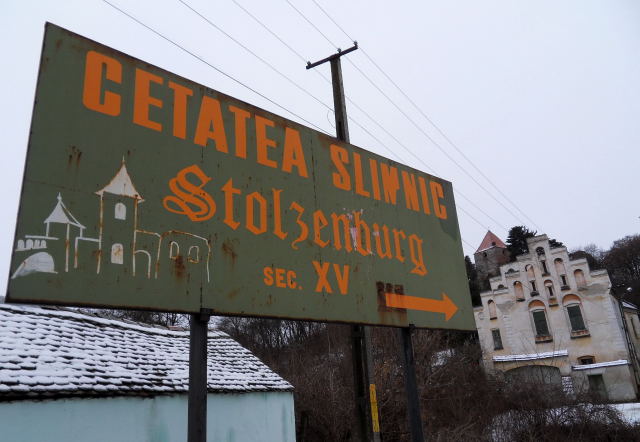 CETATEA SLIMNIC
Stolzenburg
SEC. XV